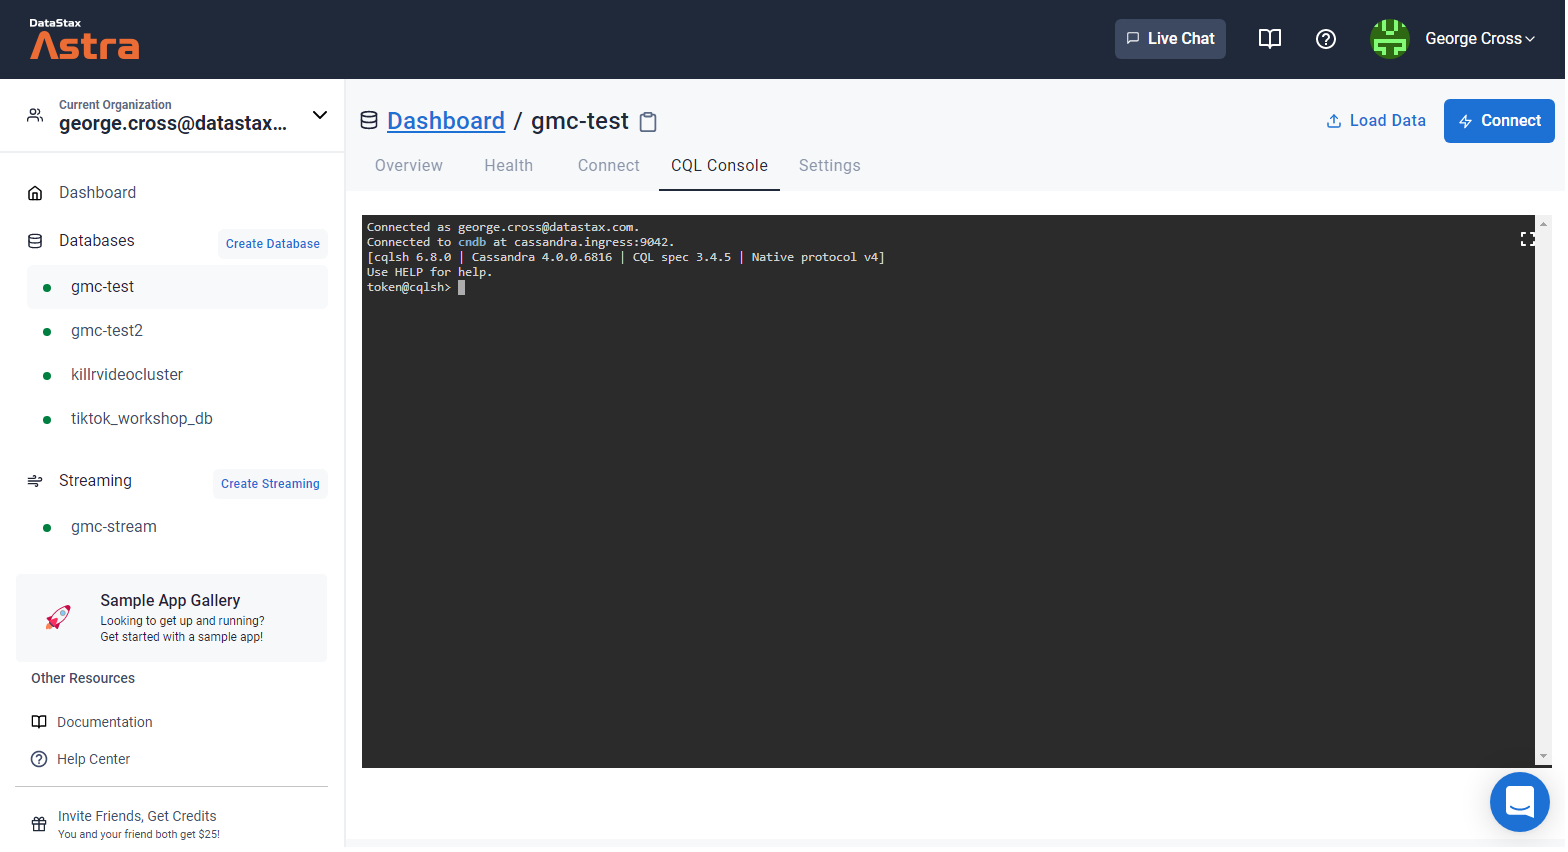 DataStax
Astra
Live Chat
George Cross
Current Organization
george.cross@datastax...
Dashboard
Databases
Create Database
gmc-test
gmc-test2
killrvideocluster
tiktok_workshop_db
Streaming
Create Streaming
gmc-stream
Sample App Gallery
Looking to get up and running?
Get started with a sample app!
Other Resources
Documentation
Help Center
Invite Friends, Get Credits
You and your friend both get $25!
Dashboard / gmc-test
Load Data
Connect
Overview
Health
Connect
CQL Console
Settings
Connected as george.cross@datastax.com.
Connected to cndb at cassandra.ingress:9042.
[cqlsh 6.8.0 | Cassandra 4.0.0.6816 | CQL spec 3.4.5 | Native protocol v4]
Use HELP for help.
token@cqlsh>